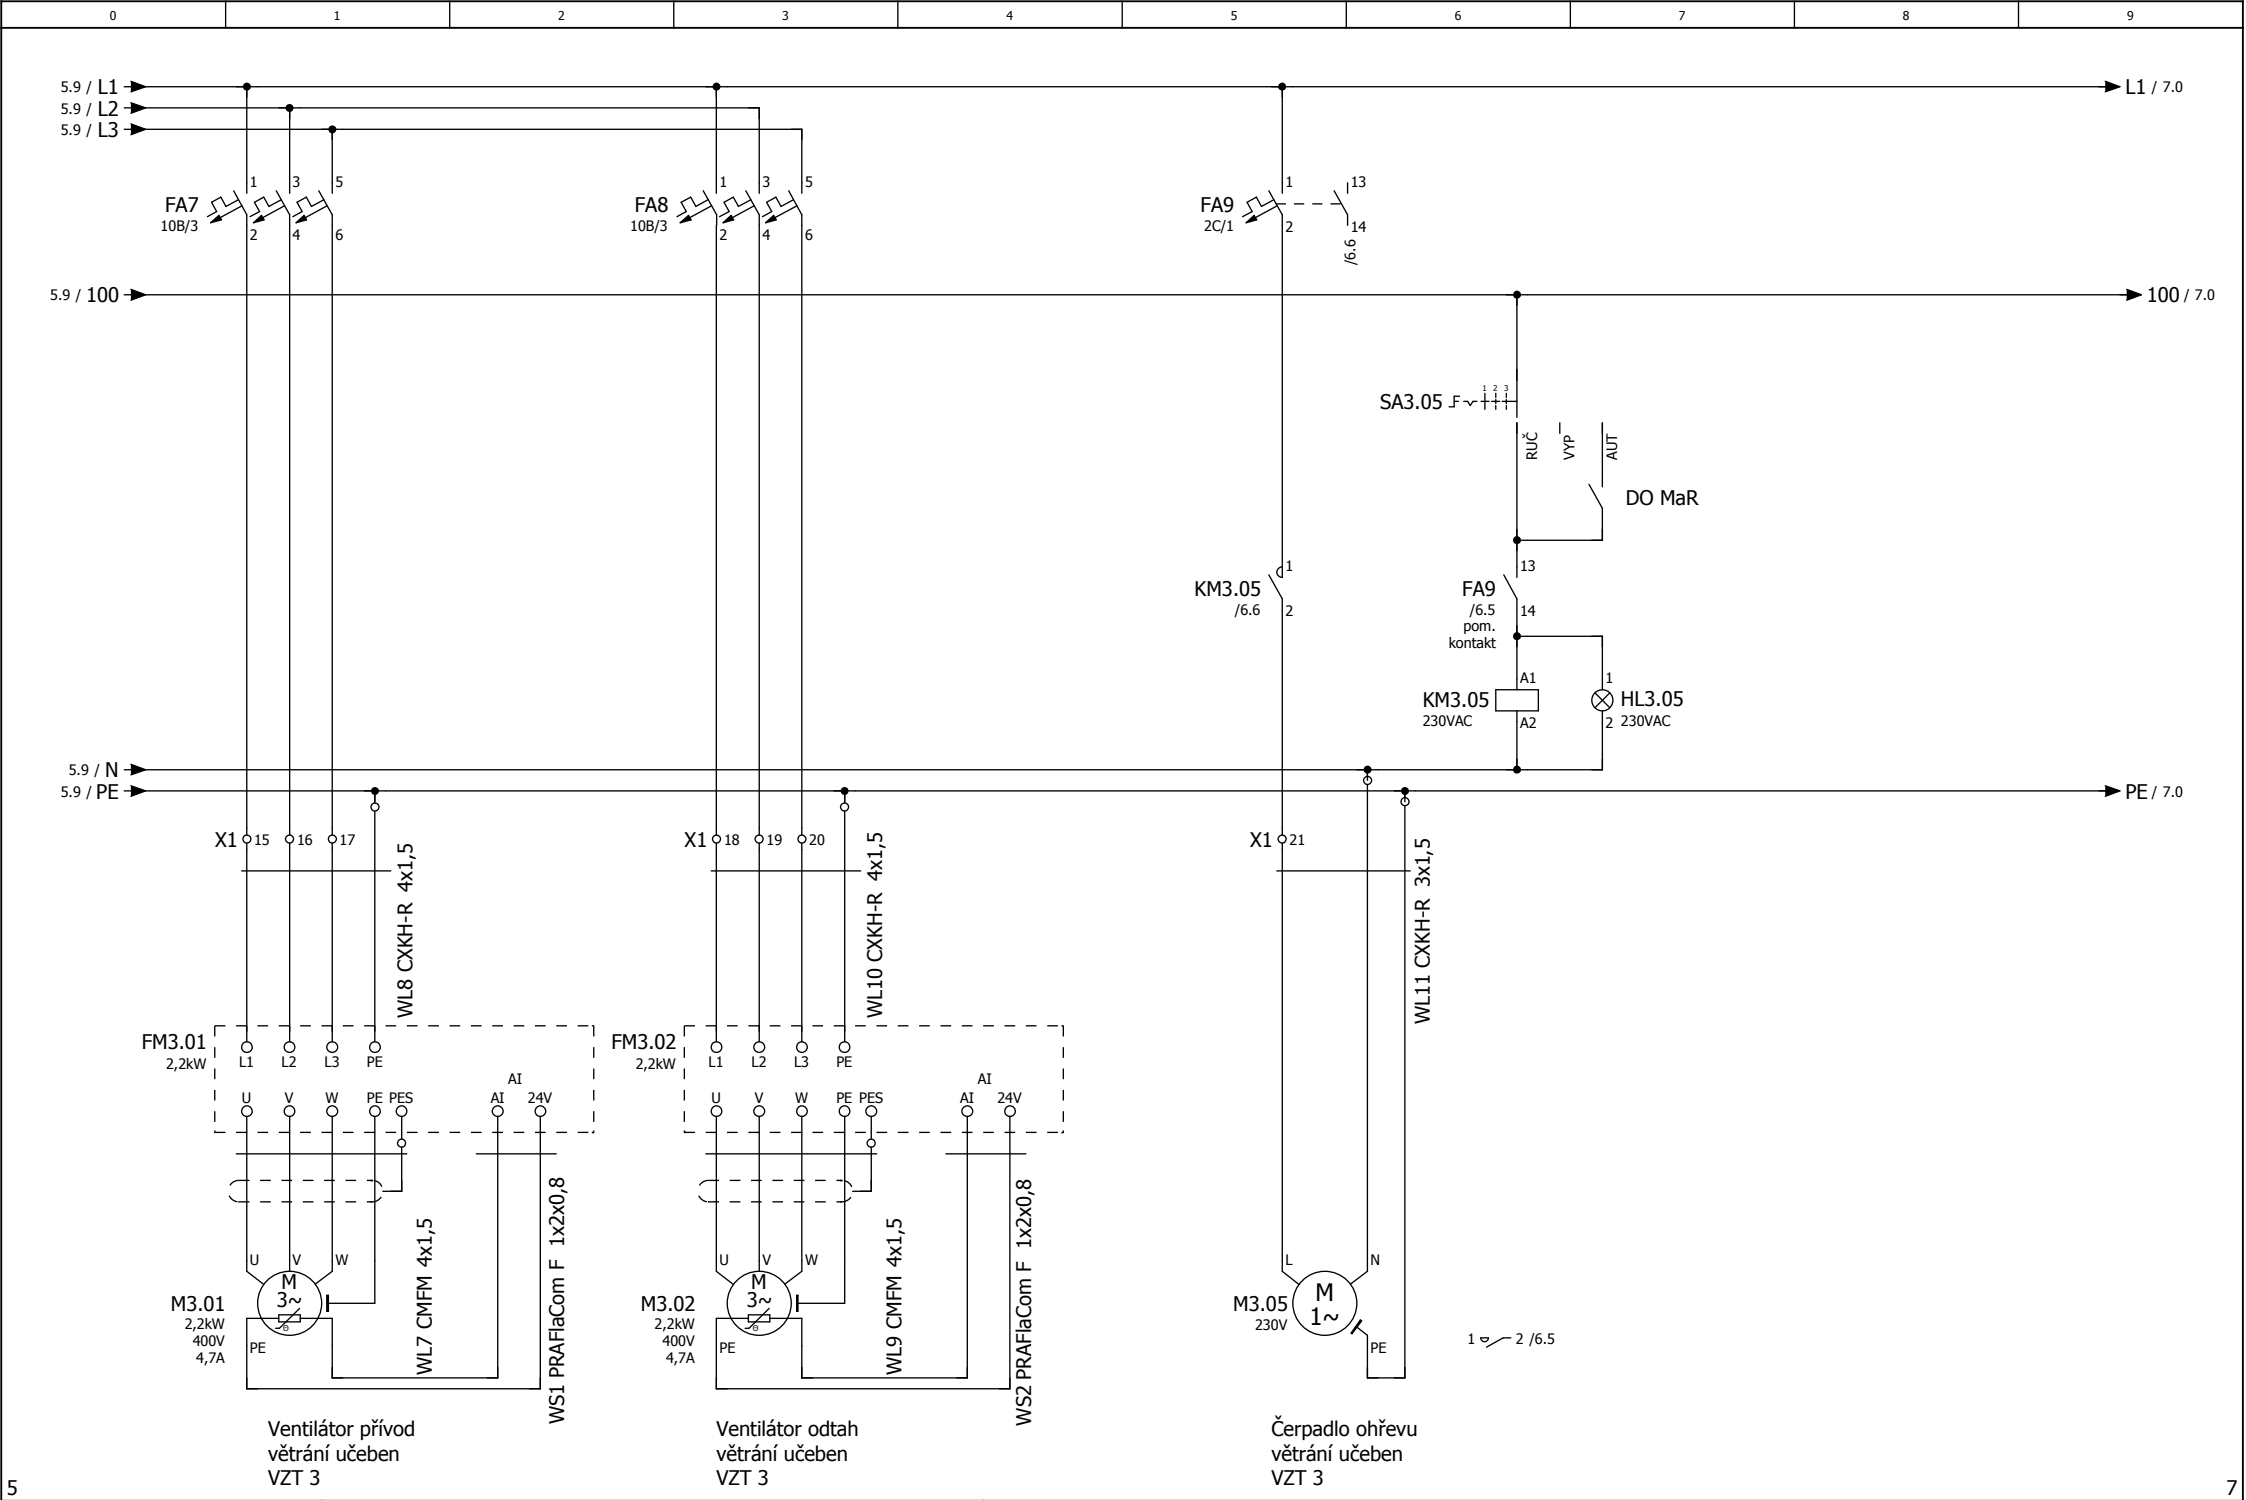 0 1 2 3 4 5 6 7 8 9
5.9 / L1
L1 / 7.0
5.9 / L2
5.9 / L3
FA7
10B/3
1 3 5
2 4 6
FA8
10B/3
1 3 5
2 4 6
FA9
2C/1
1
2
13
14
/6.6
5.9 / 100
100 / 7.0
SA3.05
1 2 3
RUČ
VYP
AUT
DO MaR
KM3.05
/6.6
1
2
FA9
/6.5
pom.
kontakt
13
14
KM3.05
230VAC
A1
A2
HL3.05
230VAC
1
2
5.9 / N
5.9 / PE
PE / 7.0
X1 15 16 17
WL8 CXKH-R 4x1,5
X1 18 19 20
WL10 CXKH-R 4x1,5
X1 21
WL11 CXKH-R 3x1,5
FM3.01
2,2kW
L1 L2 L3 PE
AI
U V W PE PES AI 24V
FM3.02
2,2kW
L1 L2 L3 PE
AI
U V W PE PES AI 24V
U V W
M
3~
Θ
M3.01
2,2kW
400V
4,7A
PE
WL7 CMFM 4x1,5
WS1 PRAFlaCom F 1x2x0,8
U V W
M
3~
Θ
M3.02
2,2kW
400V
4,7A
PE
WL9 CMFM 4x1,5
WS2 PRAFlaCom F 1x2x0,8
L N
M
1~
M3.05
230V
PE
1 2 /6.5
Ventilátor přívod
větrání učeben
VZT 3
Ventilátor odtah
větrání učeben
VZT 3
Čerpadlo ohřevu
větrání učeben
VZT 3
5
7